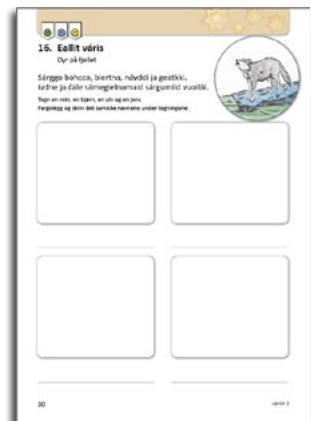 16. Eallit váris
Dyr på fjellet
Sárggo bohcco, biertna, návddi ja geatkki.
Ivdne ja čále sámegielnamaid sárgumiid vuollái.
Tegn en rein, en bjørn, en ulv og en jerv.
Fargelegg og skriv det samiske navnene under tegningene.
30